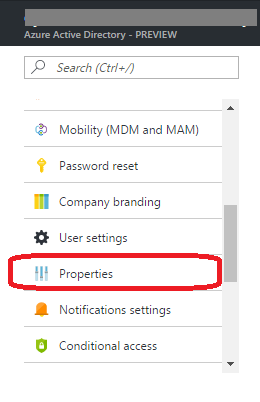 Azure Active Directory - PREVIEW
Search (Ctrl+/)
Mobility (MDM and MAM)
Password reset
Company branding
User settings
Properties
Notifications settings
Conditional access